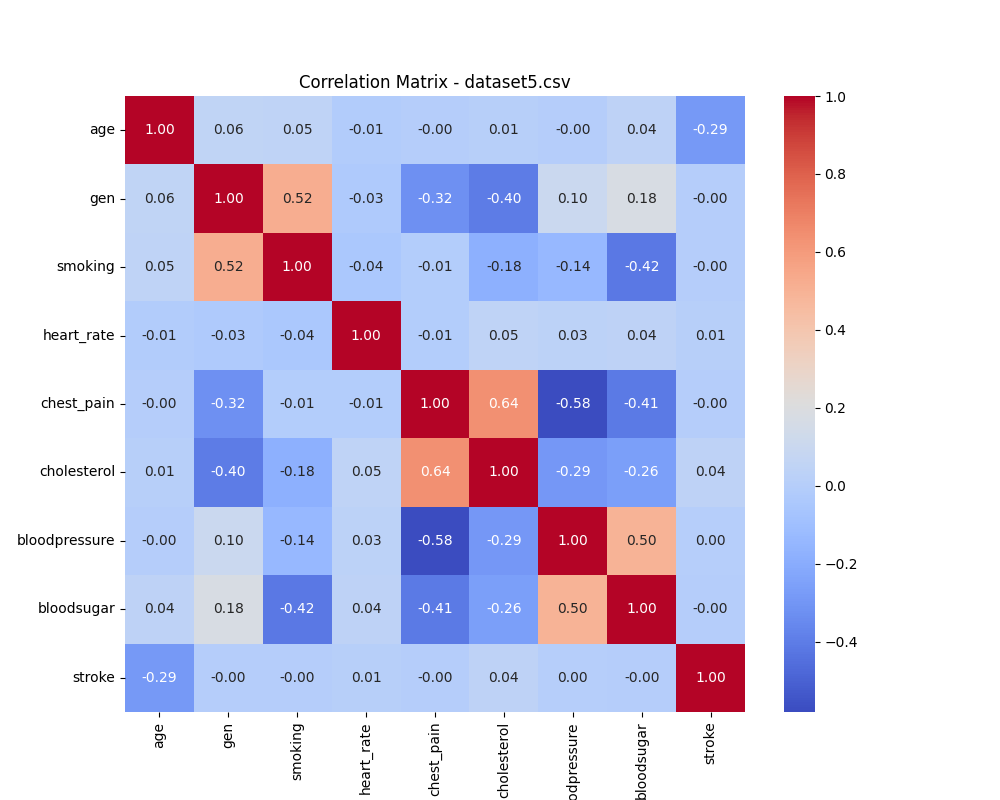 Correlation Matrix - dataset5.csv
age 1.00 0.06 0.05 -0.01 -0.00 0.01 -0.00 0.04 -0.29
gen 0.06 1.00 0.52 -0.03 -0.32 -0.40 0.10 0.18 -0.00
smoking 0.05 0.52 1.00 -0.04 -0.01 -0.18 -0.14 -0.42 -0.00
heart_rate -0.01 -0.03 -0.04 1.00 -0.01 0.05 0.03 0.04 0.01
chest_pain -0.00 -0.32 -0.01 -0.01 1.00 0.64 -0.58 -0.41 -0.00
cholesterol 0.01 -0.40 -0.18 0.05 0.64 1.00 -0.29 -0.26 0.04
bloodpressure -0.00 0.10 -0.14 0.03 -0.58 -0.29 1.00 0.50 0.00
bloodsugar 0.04 0.18 -0.42 0.04 -0.41 -0.26 0.50 1.00 -0.00
stroke -0.29 -0.00 -0.00 0.01 -0.00 0.04 0.00 -0.00 1.00
age gen smoking heart_rate chest_pain cholesterol odpressure bloodsugar stroke
1.0
0.8
0.6
0.4
0.2
0.0
−0.2
−0.4